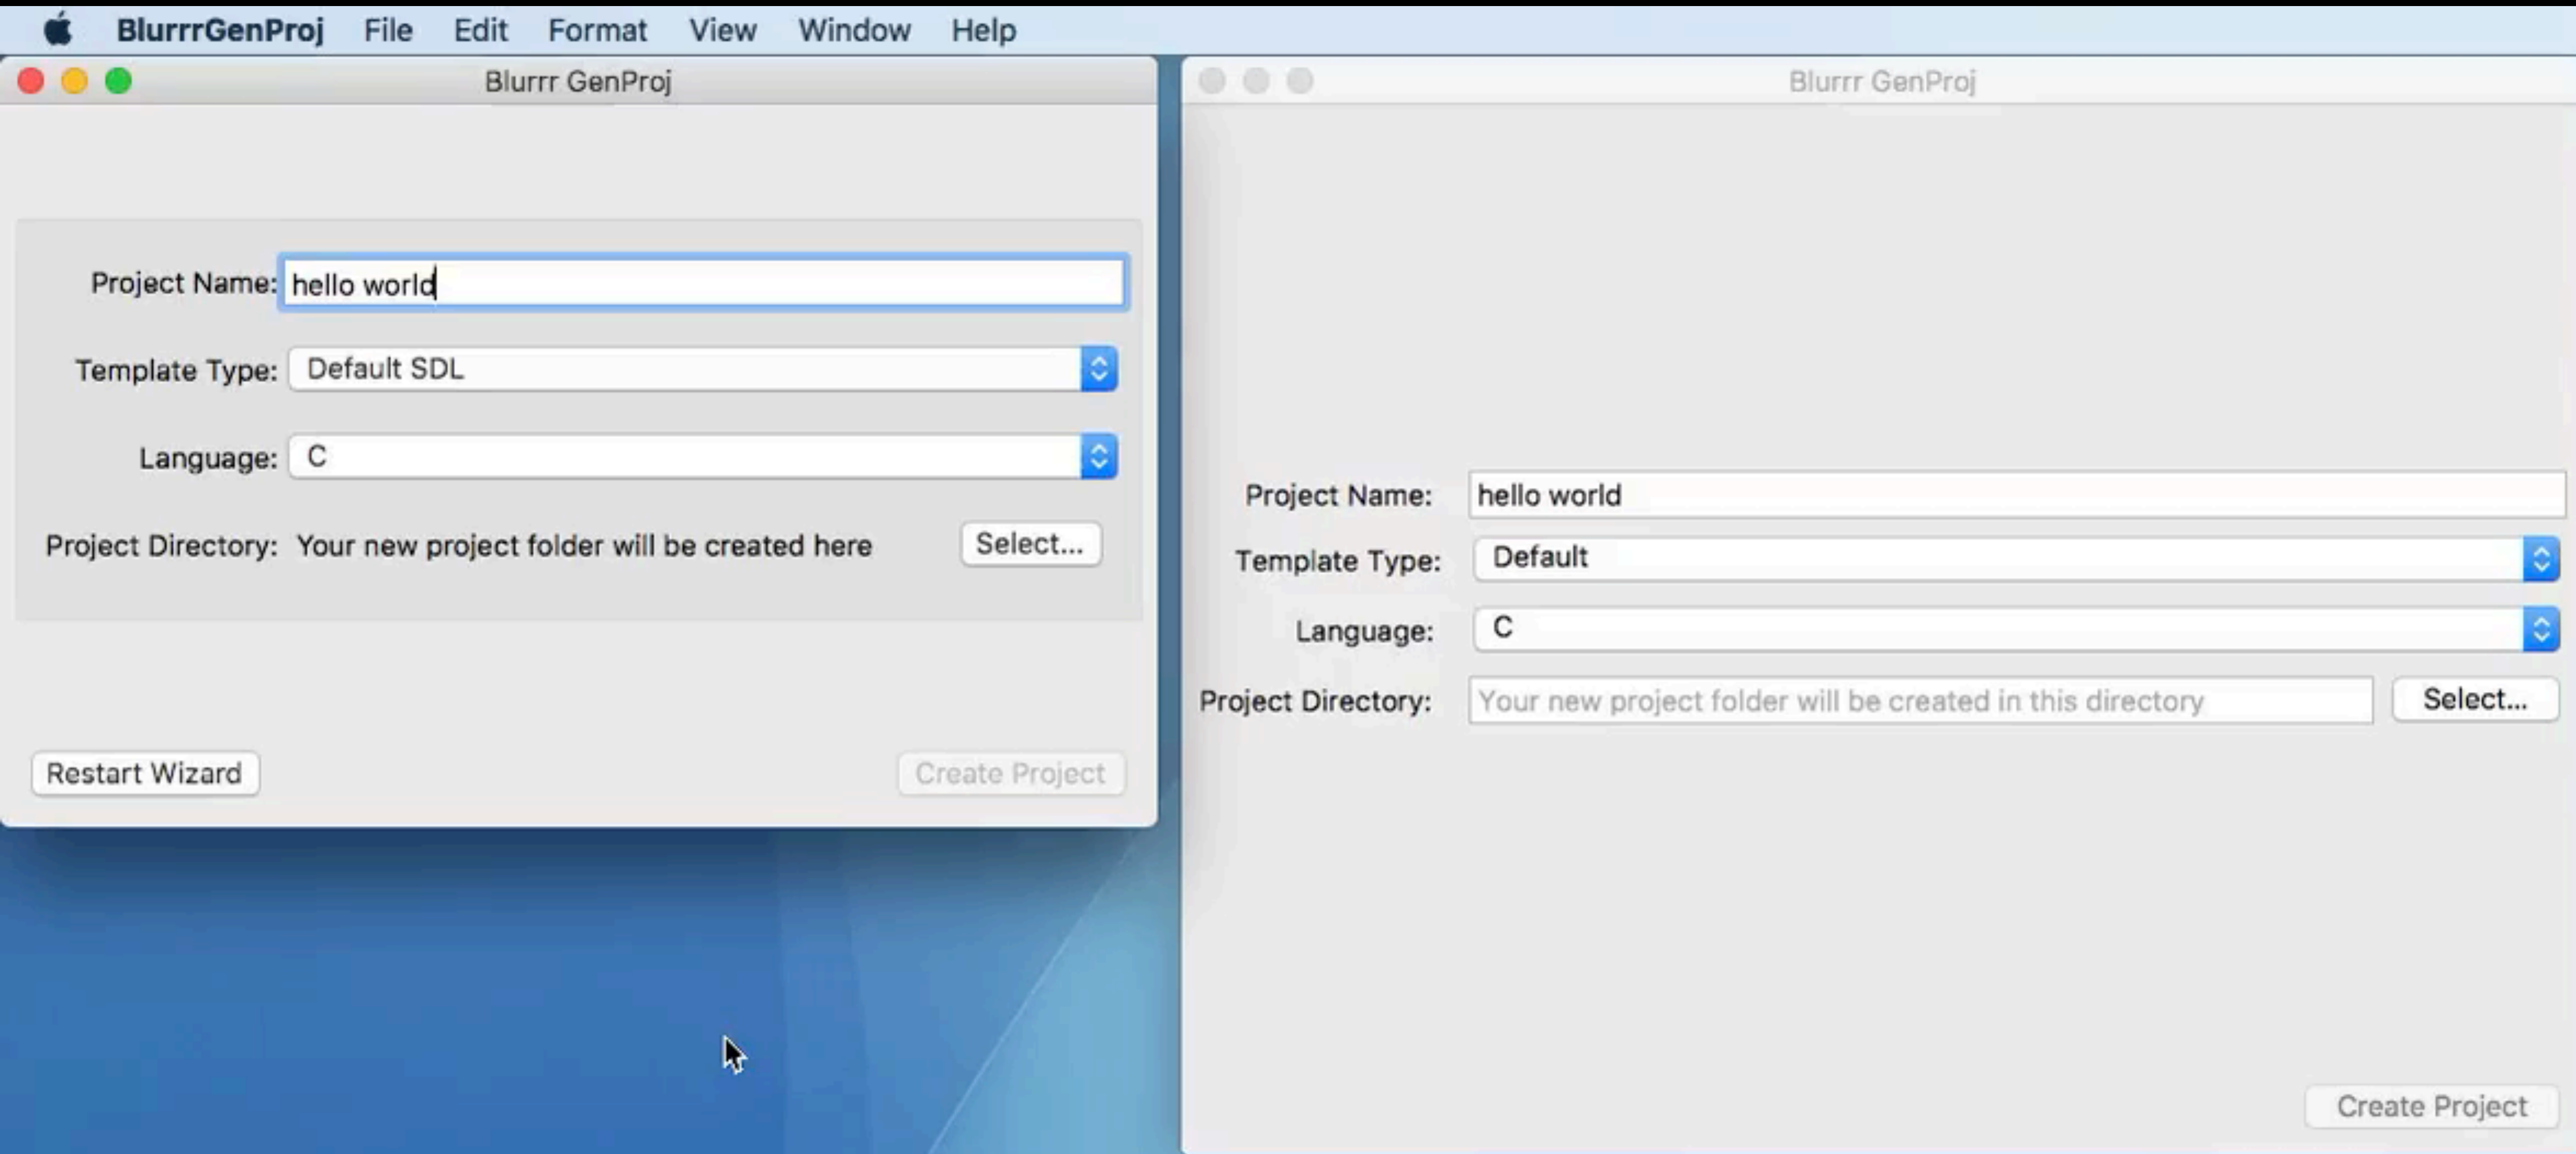 BlurrrGenProj File Edit Format View Window Help
Blurrr GenProj
Project Name: hello world
Template Type: Default SDL
Language: C
Project Directory: Your new project folder will be created here Select...
Restart Wizard Create Project
Blurrr GenProj
Project Name: hello world
Template Type: Default
Language: C
Project Directory: Your new project folder will be created in this directory Select...
Create Project